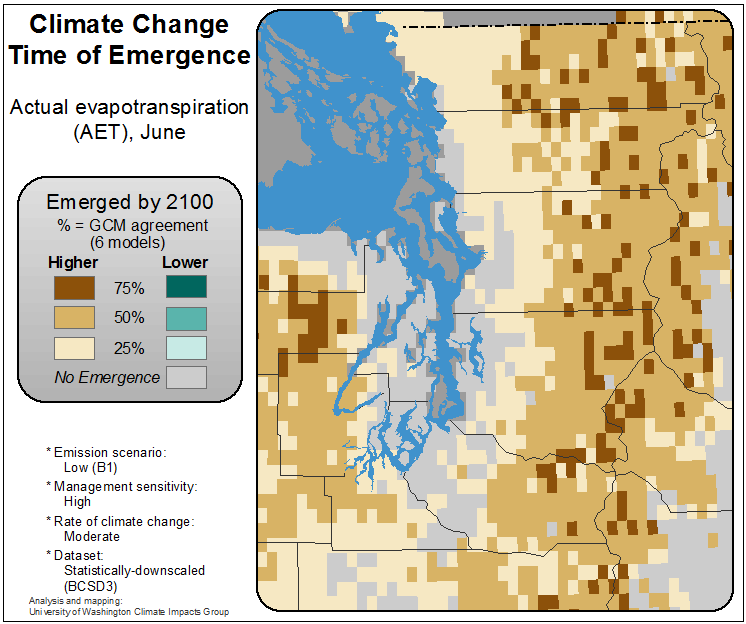 Climate Change
Time of Emergence
Actual evapotranspiration
(AET), June
Emerged by 2100
% = GCM agreement
(6 models)
Higher Lower
75%
50%
25%
No Emergence
* Emission scenario:
Low (B1)
* Management sensitivity:
High
* Rate of climate change:
Moderate
* Dataset:
Statistically-downscaled
(BCSD3)
Analysis and mapping:
University of Washington Climate Impacts Group